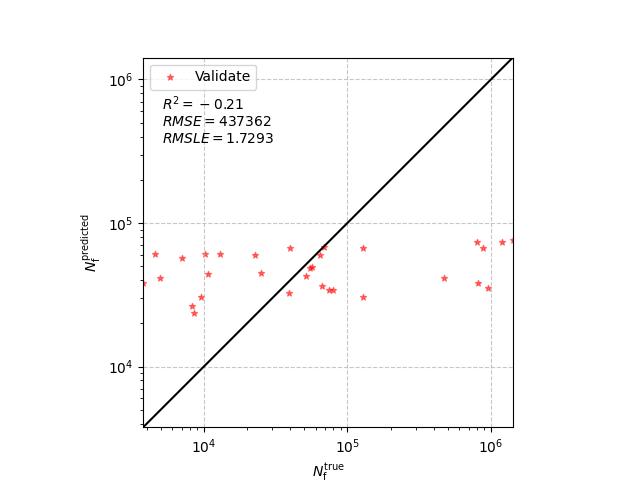 Validate
R² = −0.21
RMSE = 437362
RMSLE = 1.7293
10⁶
10⁵
10⁴
N_f^predicted
10⁴ 10⁵ 10⁶
N_f^true